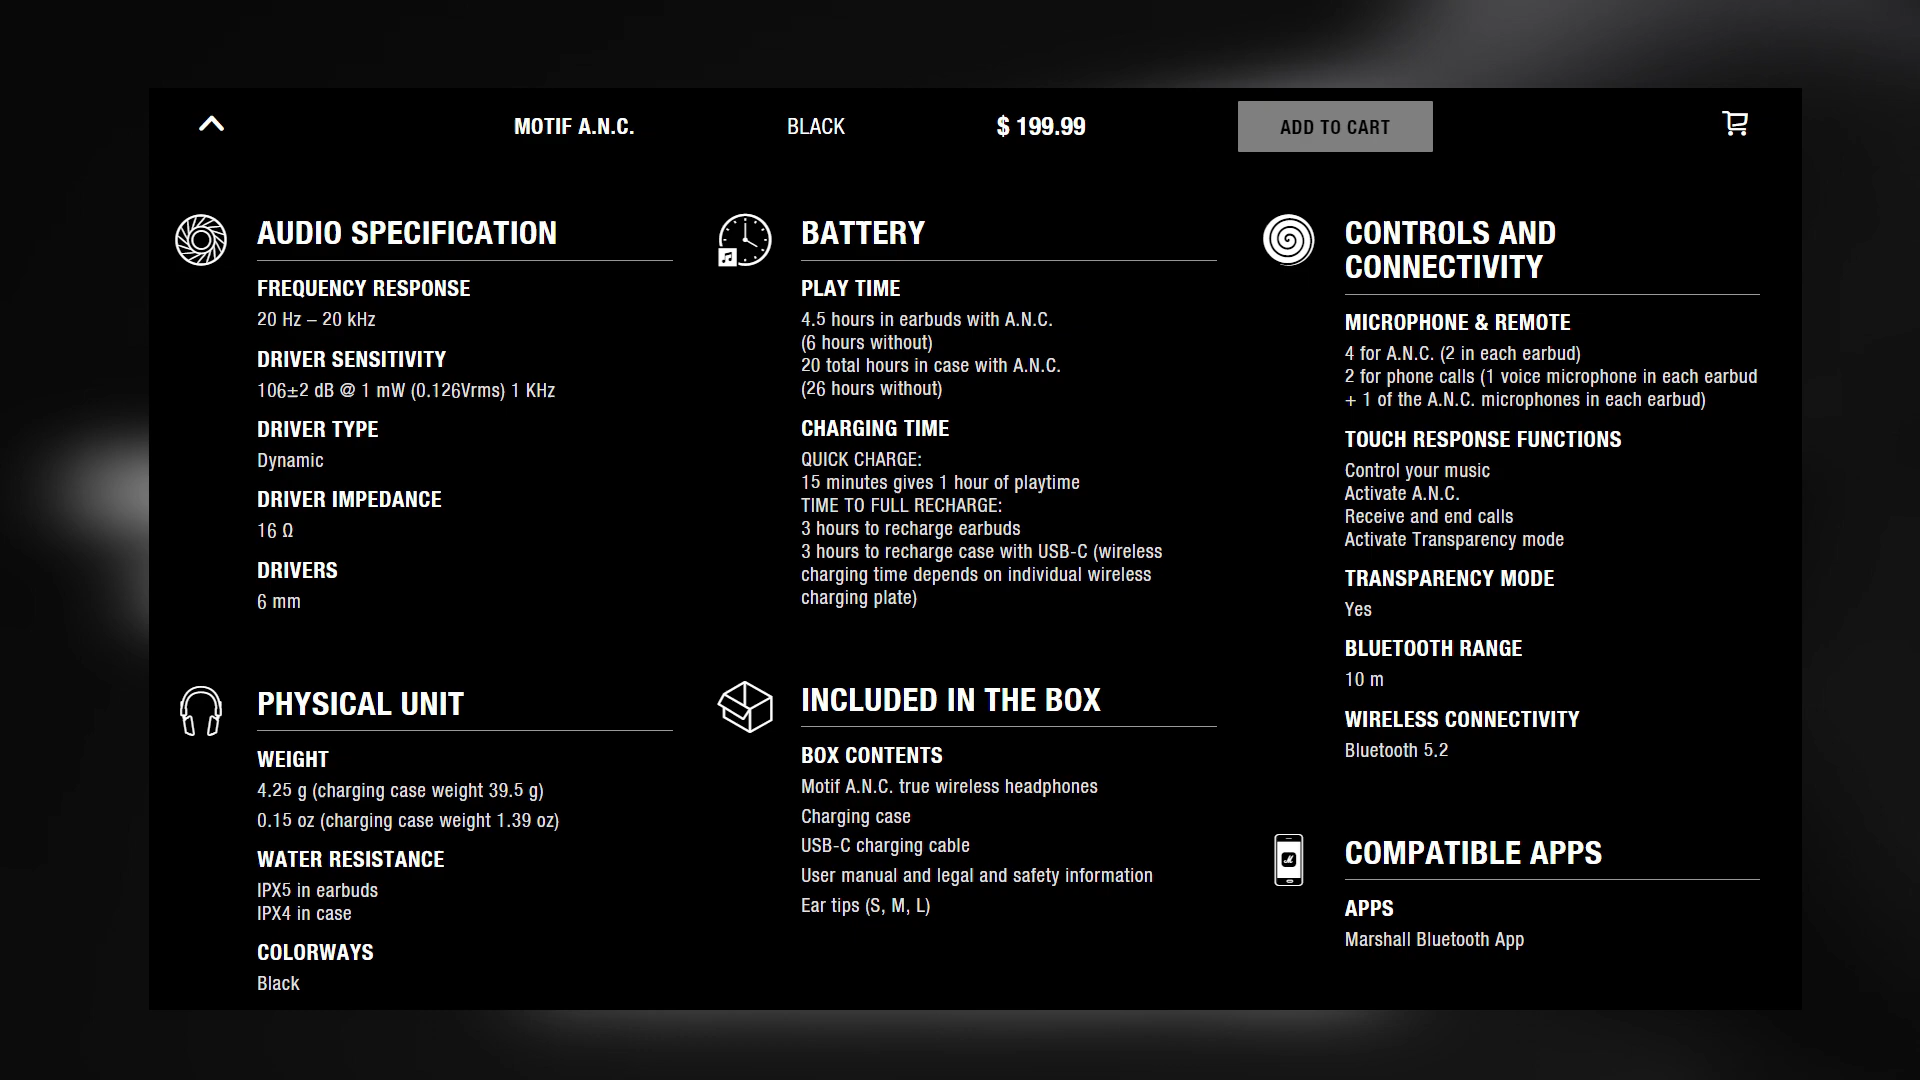 MOTIF A.N.C.
BLACK
$ 199.99
ADD TO CART
AUDIO SPECIFICATION
FREQUENCY RESPONSE
20 Hz – 20 kHz
DRIVER SENSITIVITY
106±2 dB @ 1 mW (0.126Vrms) 1 KHz
DRIVER TYPE
Dynamic
DRIVER IMPEDANCE
16 Ω
DRIVERS
6 mm
PHYSICAL UNIT
WEIGHT
4.25 g (charging case weight 39.5 g)
0.15 oz (charging case weight 1.39 oz)
WATER RESISTANCE
IPX5 in earbuds
IPX4 in case
COLORWAYS
Black
BATTERY
PLAY TIME
4.5 hours in earbuds with A.N.C.
(6 hours without)
20 total hours in case with A.N.C.
(26 hours without)
CHARGING TIME
QUICK CHARGE:
15 minutes gives 1 hour of playtime
TIME TO FULL RECHARGE:
3 hours to recharge earbuds
3 hours to recharge case with USB-C (wireless
charging time depends on individual wireless
charging plate)
INCLUDED IN THE BOX
BOX CONTENTS
Motif A.N.C. true wireless headphones
Charging case
USB-C charging cable
User manual and legal and safety information
Ear tips (S, M, L)
CONTROLS AND
CONNECTIVITY
MICROPHONE & REMOTE
4 for A.N.C. (2 in each earbud)
2 for phone calls (1 voice microphone in each earbud
+ 1 of the A.N.C. microphones in each earbud)
TOUCH RESPONSE FUNCTIONS
Control your music
Activate A.N.C.
Receive and end calls
Activate Transparency mode
TRANSPARENCY MODE
Yes
BLUETOOTH RANGE
10 m
WIRELESS CONNECTIVITY
Bluetooth 5.2
COMPATIBLE APPS
APPS
Marshall Bluetooth App